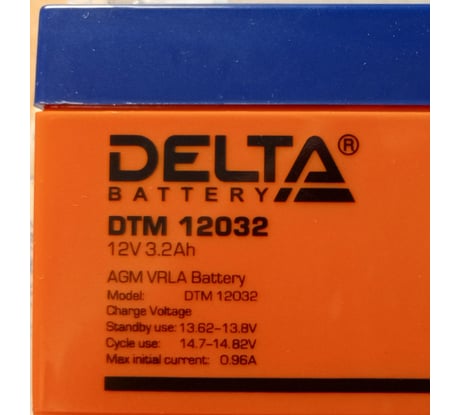 DELTA®
BATTERY
DTM 12032
12V 3.2Ah
AGM VRLA Battery
Model: DTM 12032
Charge Voltage
Standby use: 13.62-13.8V
Cycle use: 14.7-14.82V
Max initial current: 0.96A